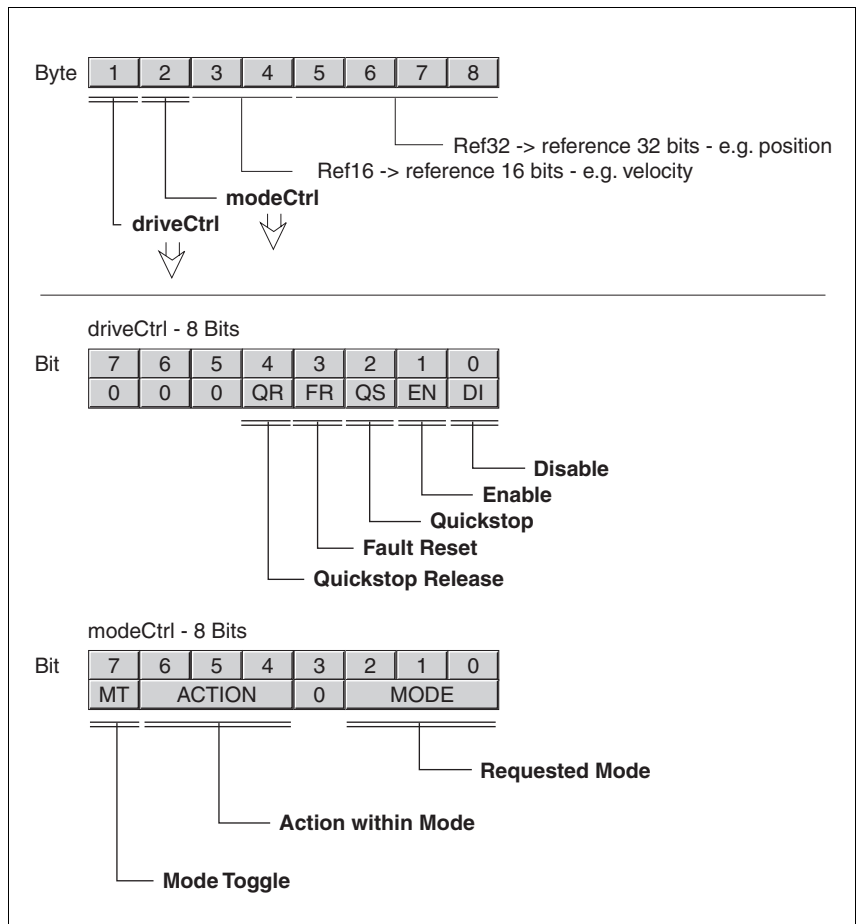 Byte 1 2 3 4 5 6 7 8
Ref32 -> reference 32 bits - e.g. position
Ref16 -> reference 16 bits - e.g. velocity
modeCtrl
driveCtrl
driveCtrl - 8 Bits
Bit 7 6 5 4 3 2 1 0
0 0 0 QR FR QS EN DI
Disable
Enable
Quickstop
Fault Reset
Quickstop Release
modeCtrl - 8 Bits
Bit 7 6 5 4 3 2 1 0
MT ACTION 0 MODE
Requested Mode
Action within Mode
Mode Toggle